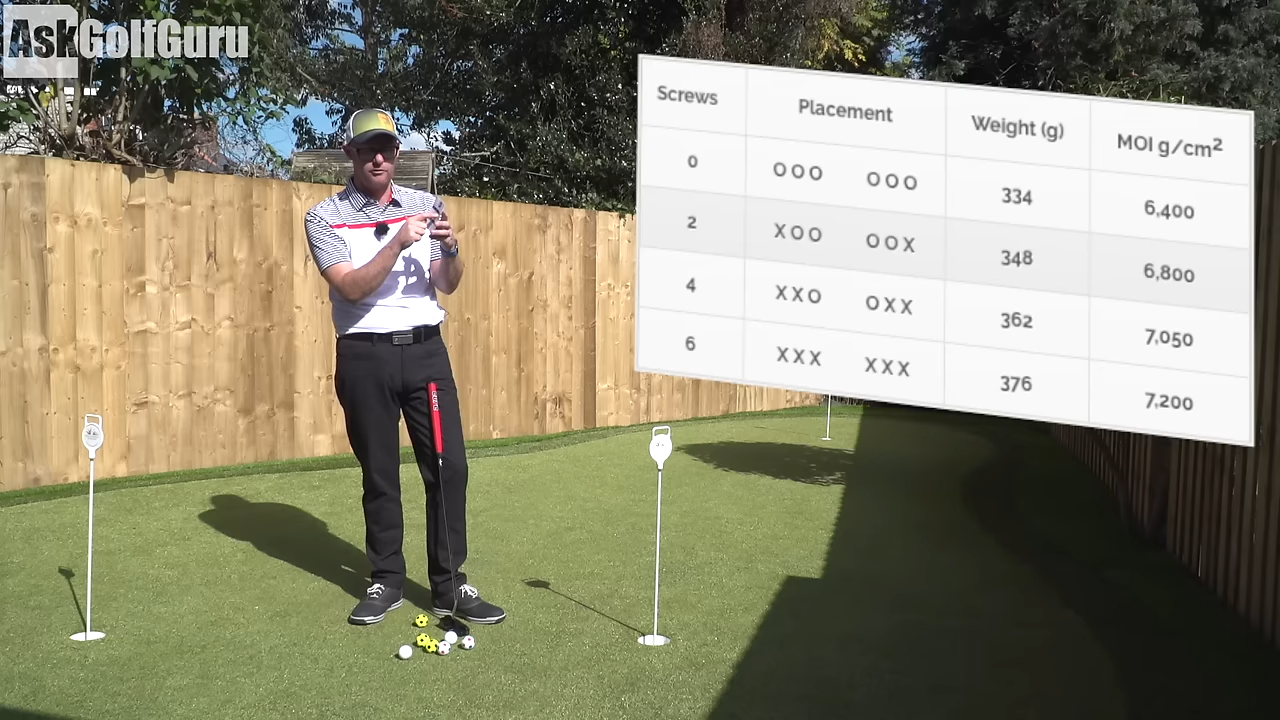 AskGolfGuru
Screws Placement Weight (g) MOI g/cm²
0 OOO OOO 334 6,400
2 XOO OOX 348 6,800
4 XXO OXX 362 7,050
6 XXX XXX 376 7,200